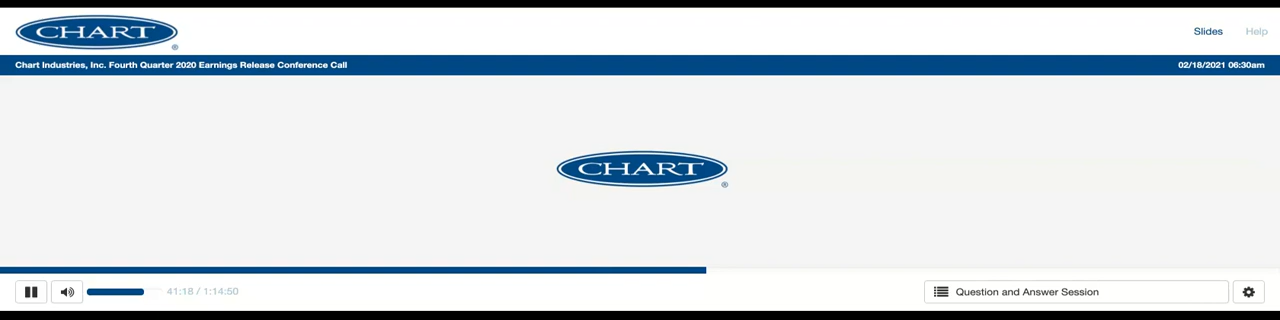 CHART
®
Slides
Help
Chart Industries, Inc. Fourth Quarter 2020 Earnings Release Conference Call
02/18/2021 06:30am
CHART
®
41:18 / 1:14:50
Question and Answer Session